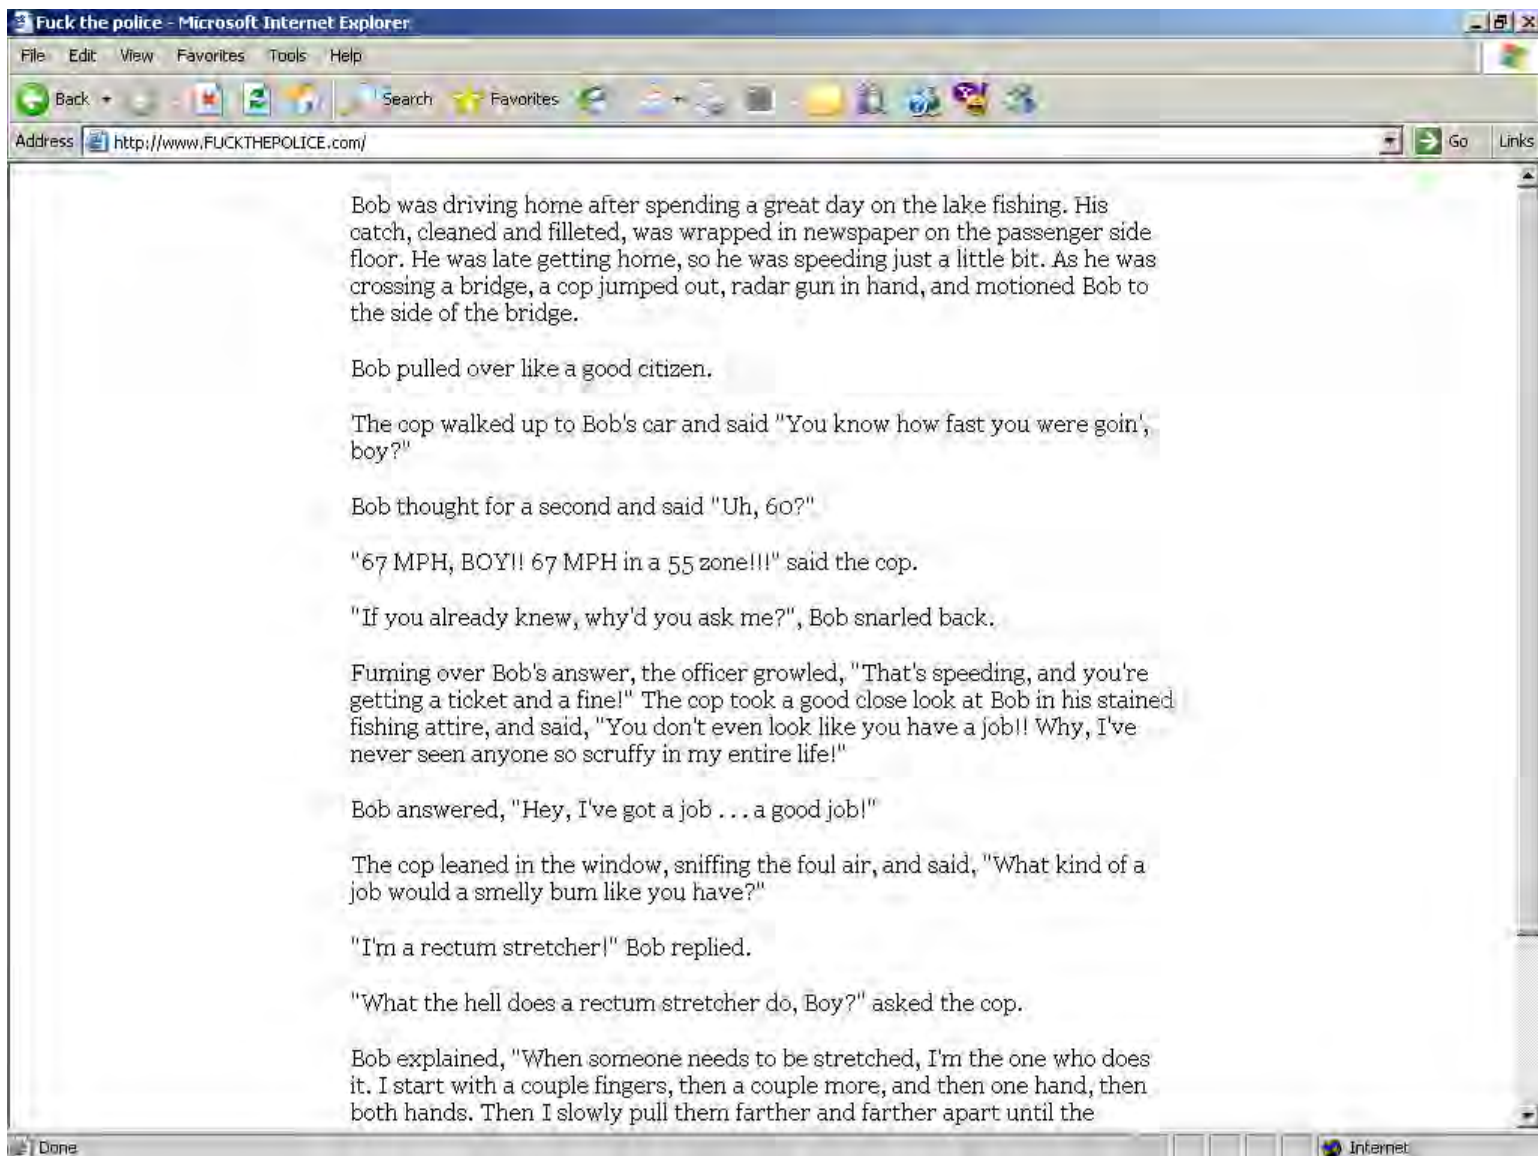 Fuck the police - Microsoft Internet Explorer
File Edit View Favorites Tools Help
Back Search Favorites
Address http://www.FUCKTHEPOLICE.com/ Go Links
Bob was driving home after spending a great day on the lake fishing. His
catch, cleaned and filleted, was wrapped in newspaper on the passenger side
floor. He was late getting home, so he was speeding just a little bit. As he was
crossing a bridge, a cop jumped out, radar gun in hand, and motioned Bob to
the side of the bridge.
Bob pulled over like a good citizen.
The cop walked up to Bob's car and said "You know how fast you were goin',
boy?"
Bob thought for a second and said "Uh, 60?"
"67 MPH, BOY!! 67 MPH in a 55 zone!!!" said the cop.
"If you already knew, why'd you ask me?", Bob snarled back.
Fuming over Bob's answer, the officer growled, "That's speeding, and you're
getting a ticket and a fine!" The cop took a good close look at Bob in his stained
fishing attire, and said, "You don't even look like you have a job!! Why, I've
never seen anyone so scruffy in my entire life!"
Bob answered, "Hey, I've got a job . . . a good job!"
The cop leaned in the window, sniffing the foul air, and said, "What kind of a
job would a smelly bum like you have?"
"I'm a rectum stretcher!" Bob replied.
"What the hell does a rectum stretcher do, Boy?" asked the cop.
Bob explained, "When someone needs to be stretched, I'm the one who does
it. I start with a couple fingers, then a couple more, and then one hand, then
both hands. Then I slowly pull them farther and farther apart until the
Done Internet